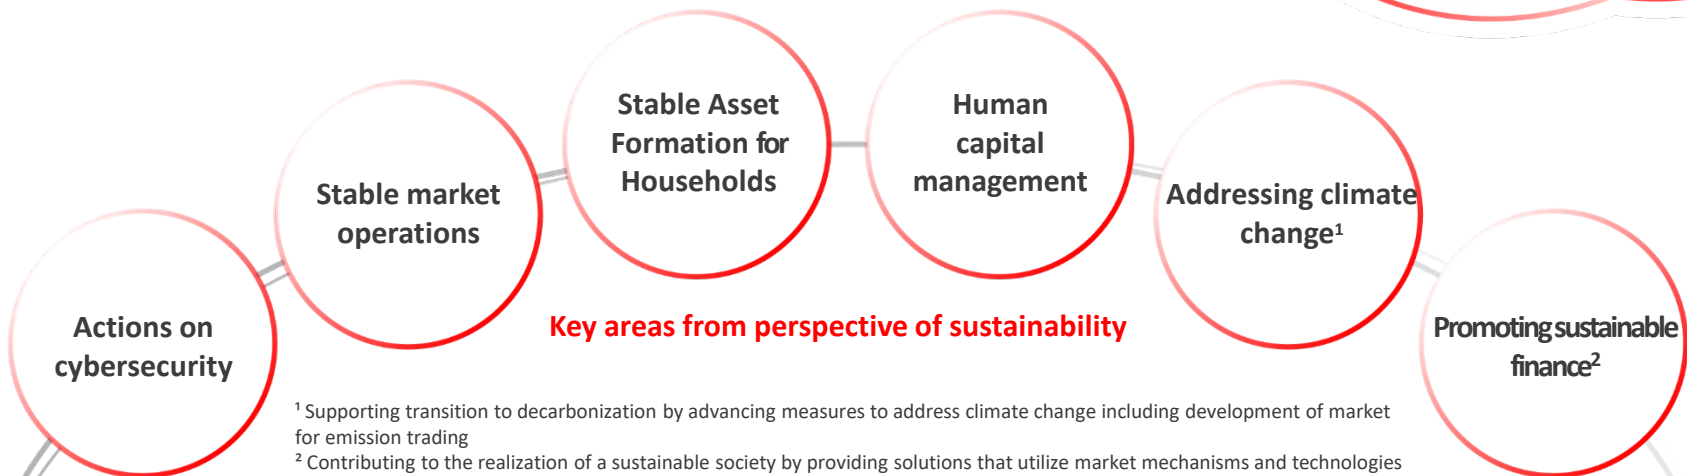 Actions on
cybersecurity
Stable market
operations
Stable Asset
Formation for
Households
Human
capital
management
Addressing climate
change¹
Promoting sustainable
finance²
Key areas from perspective of sustainability
¹ Supporting transition to decarbonization by advancing measures to address climate change including development of market
for emission trading
² Contributing to the realization of a sustainable society by providing solutions that utilize market mechanisms and technologies